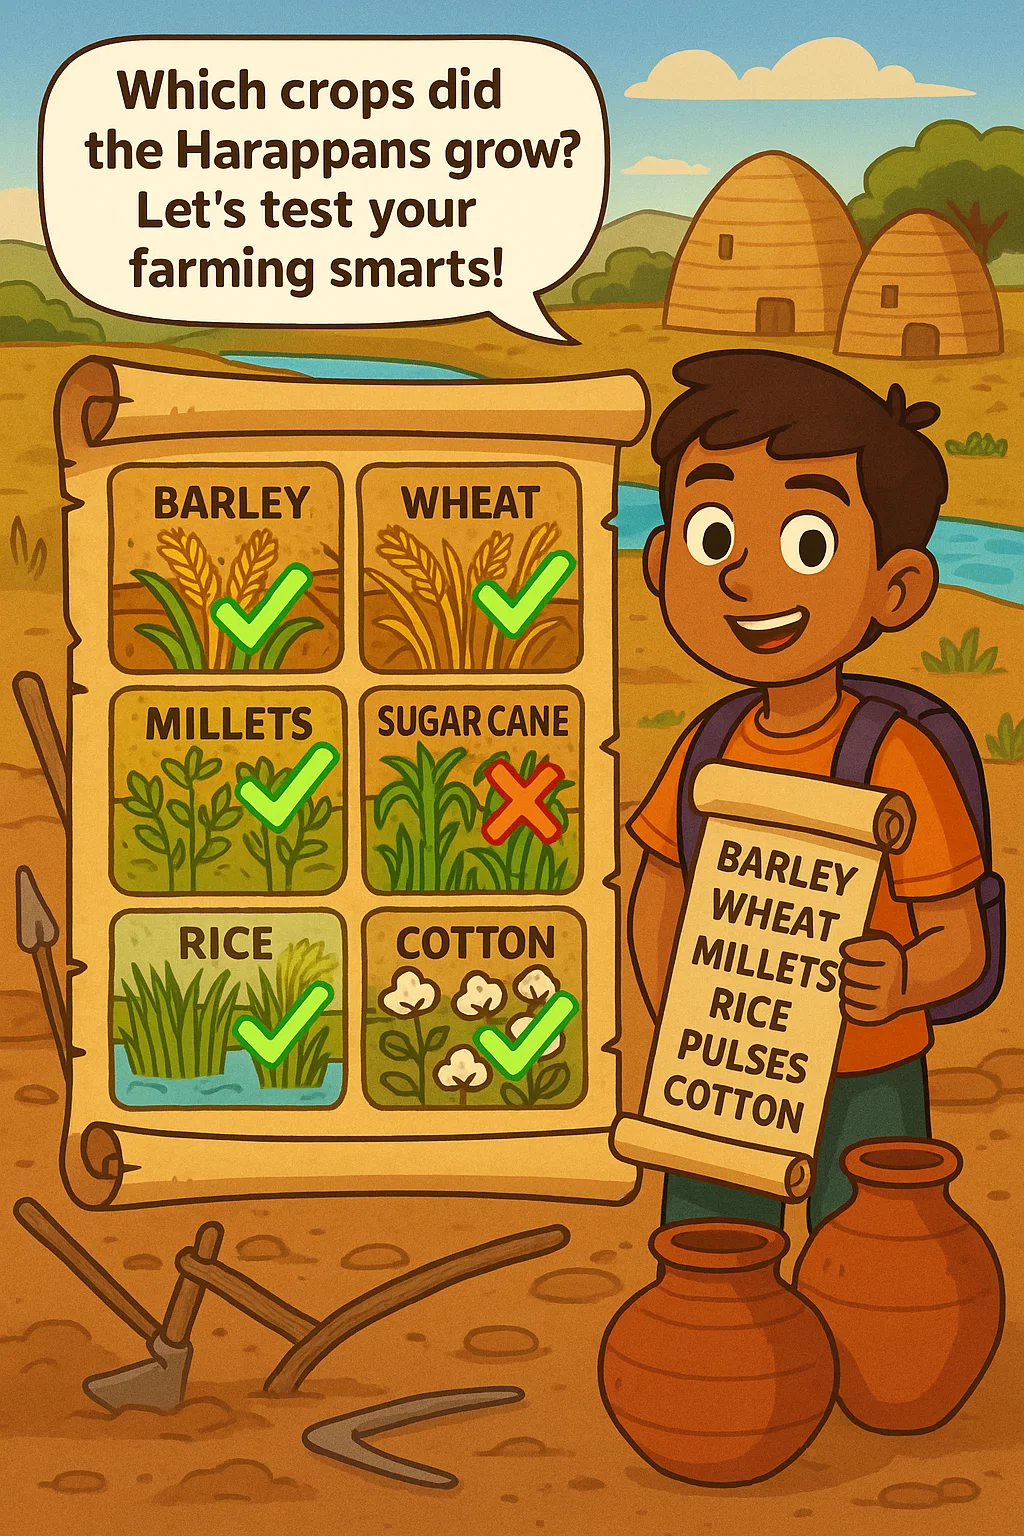 Which crops did
the Harappans grow?
Let's test your
farming smarts!
BARLEY
WHEAT
MILLETS
SUGAR CANE
RICE
COTTON
BARLEY
WHEAT
MILLETS
RICE
PULSES
COTTON